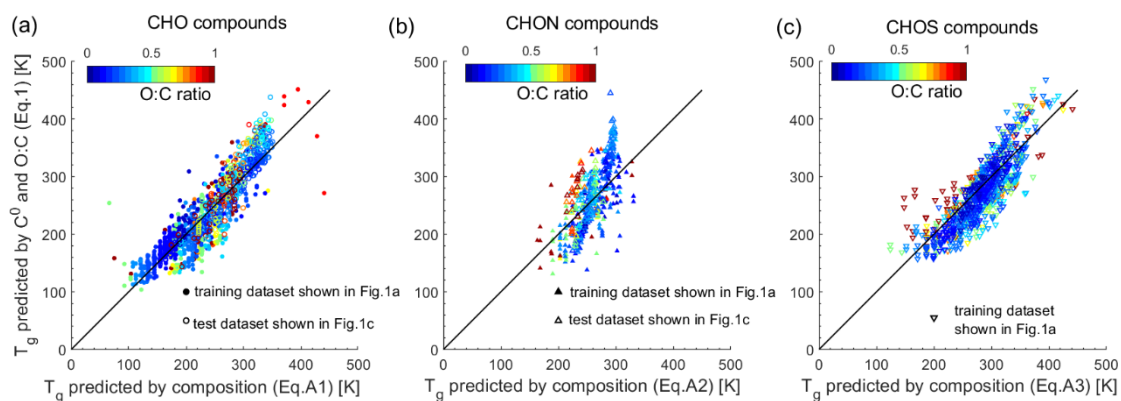 (a)
CHO compounds
0 0.5 1
O:C ratio
T_g predicted by C^0 and O:C (Eq.1) [K]
500
400
300
200
100
0
training dataset shown in Fig.1a
test dataset shown in Fig.1c
0 100 200 300 400 500
T_g predicted by composition (Eq.A1) [K]
(b)
CHON compounds
0 0.5 1
O:C ratio
500
400
300
200
100
0
training dataset shown in Fig.1a
test dataset shown in Fig.1c
0 100 200 300 400 500
T_g predicted by composition (Eq.A2) [K]
(c)
CHOS compounds
0 0.5 1
O:C ratio
500
400
300
200
100
0
training dataset
shown in Fig.1a
0 100 200 300 400 500
T_g predicted by composition (Eq.A3) [K]